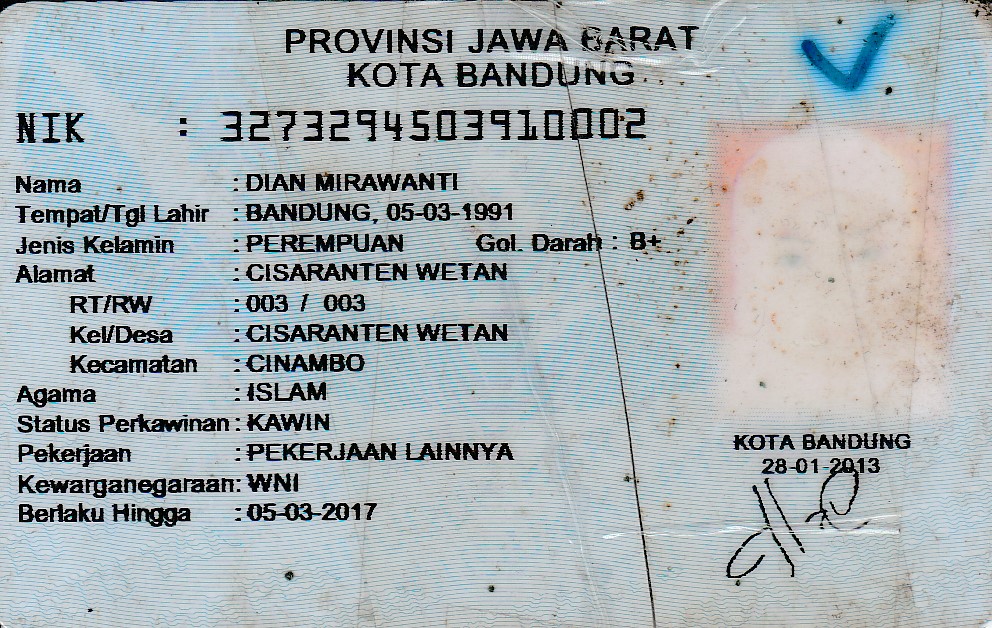 PROVINSI JAWA BARAT
KOTA BANDUNG
NIK : 3273294503910002
Nama : DIAN MIRAWANTI
Tempat/Tgl Lahir : BANDUNG, 05-03-1991
Jenis Kelamin : PEREMPUAN Gol. Darah : B+
Alamat : CISARANTEN WETAN
RT/RW : 003 / 003
Kel/Desa : CISARANTEN WETAN
Kecamatan : CINAMBO
Agama : ISLAM
Status Perkawinan : KAWIN
Pekerjaan : PEKERJAAN LAINNYA
Kewarganegaraan : WNI
Berlaku Hingga : 05-03-2017
KOTA BANDUNG
28-01-2013